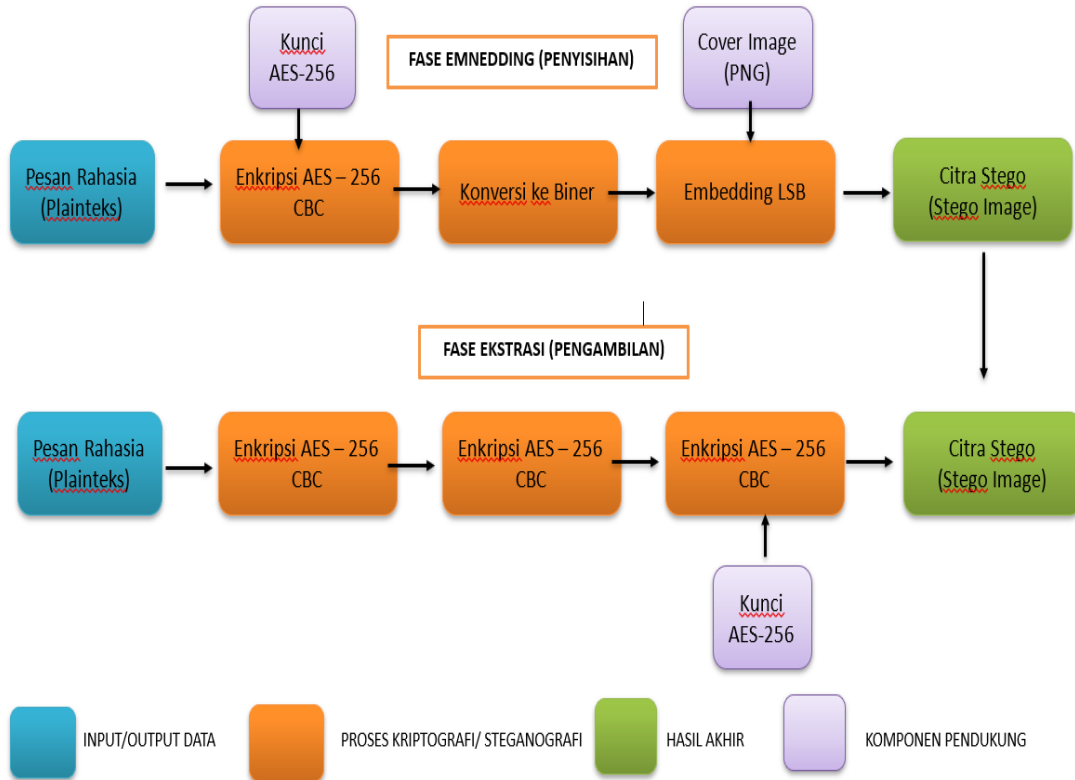 Kunci
AES-256
FASE EMNEDDING (PENYISIHAN)
Cover Image
(PNG)
Pesan Rahasia
(Plainteks)
Enkripsi AES – 256
CBC
Konversi ke Biner
Embedding LSB
Citra Stego
(Stego Image)
FASE EKSTRASI (PENGAMBILAN)
Pesan Rahasia
(Plainteks)
Enkripsi AES – 256
CBC
Enkripsi AES – 256
CBC
Enkripsi AES – 256
CBC
Citra Stego
(Stego Image)
Kunci
AES-256
INPUT/OUTPUT DATA
PROSES KRIPTOGRAFI/ STEGANOGRAFI
HASIL AKHIR
KOMPONEN PENDUKUNG